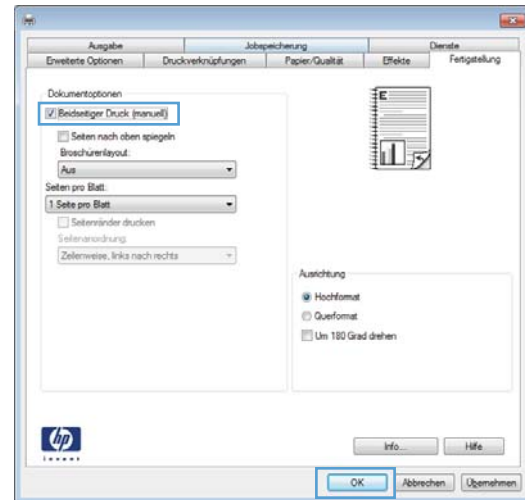 Ausgabe Jobspeicherung Dienste
Erweiterte Optionen Druckverknüpfungen Papier/Qualität Effekte Fertigstellung
Dokumentoptionen
Beidseitiger Druck (manuell)
Seiten nach oben spiegeln
Broschürenlayout:
Aus
Seiten pro Blatt:
1 Seite pro Blatt
Seitenränder drucken
Seitenanordnung:
Zeilenweise, links nach rechts
E
Ausrichtung
Hochformat
Querformat
Um 180 Grad drehen
hp
invent
Info... Hilfe
OK Abbrechen Übernehmen